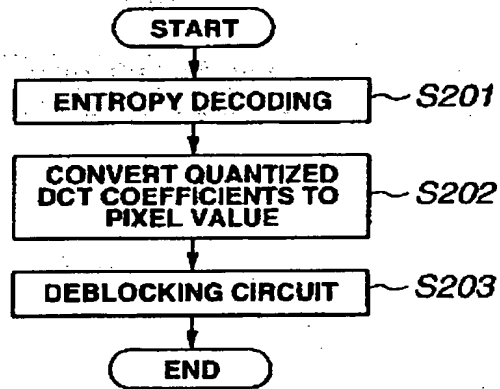 START
ENTROPY DECODING
S201
CONVERT QUANTIZED
DCT COEFFICIENTS TO
PIXEL VALUE
S202
DEBLOCKING CIRCUIT
S203
END